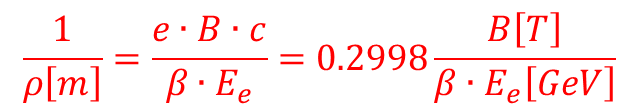 1/ρ[m] = e · B · c / β · E_e = 0.2998 B[T] / β · E_e[GeV]